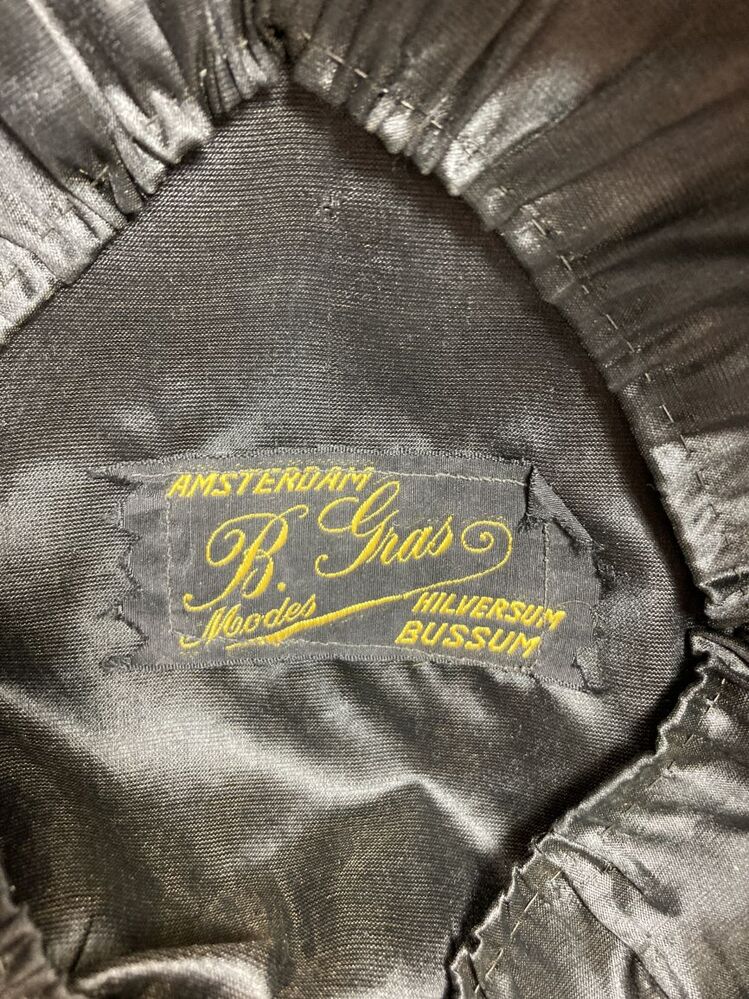 AMSTERDAM
B. Gras
Modes
HILVERSUM
BUSSUM